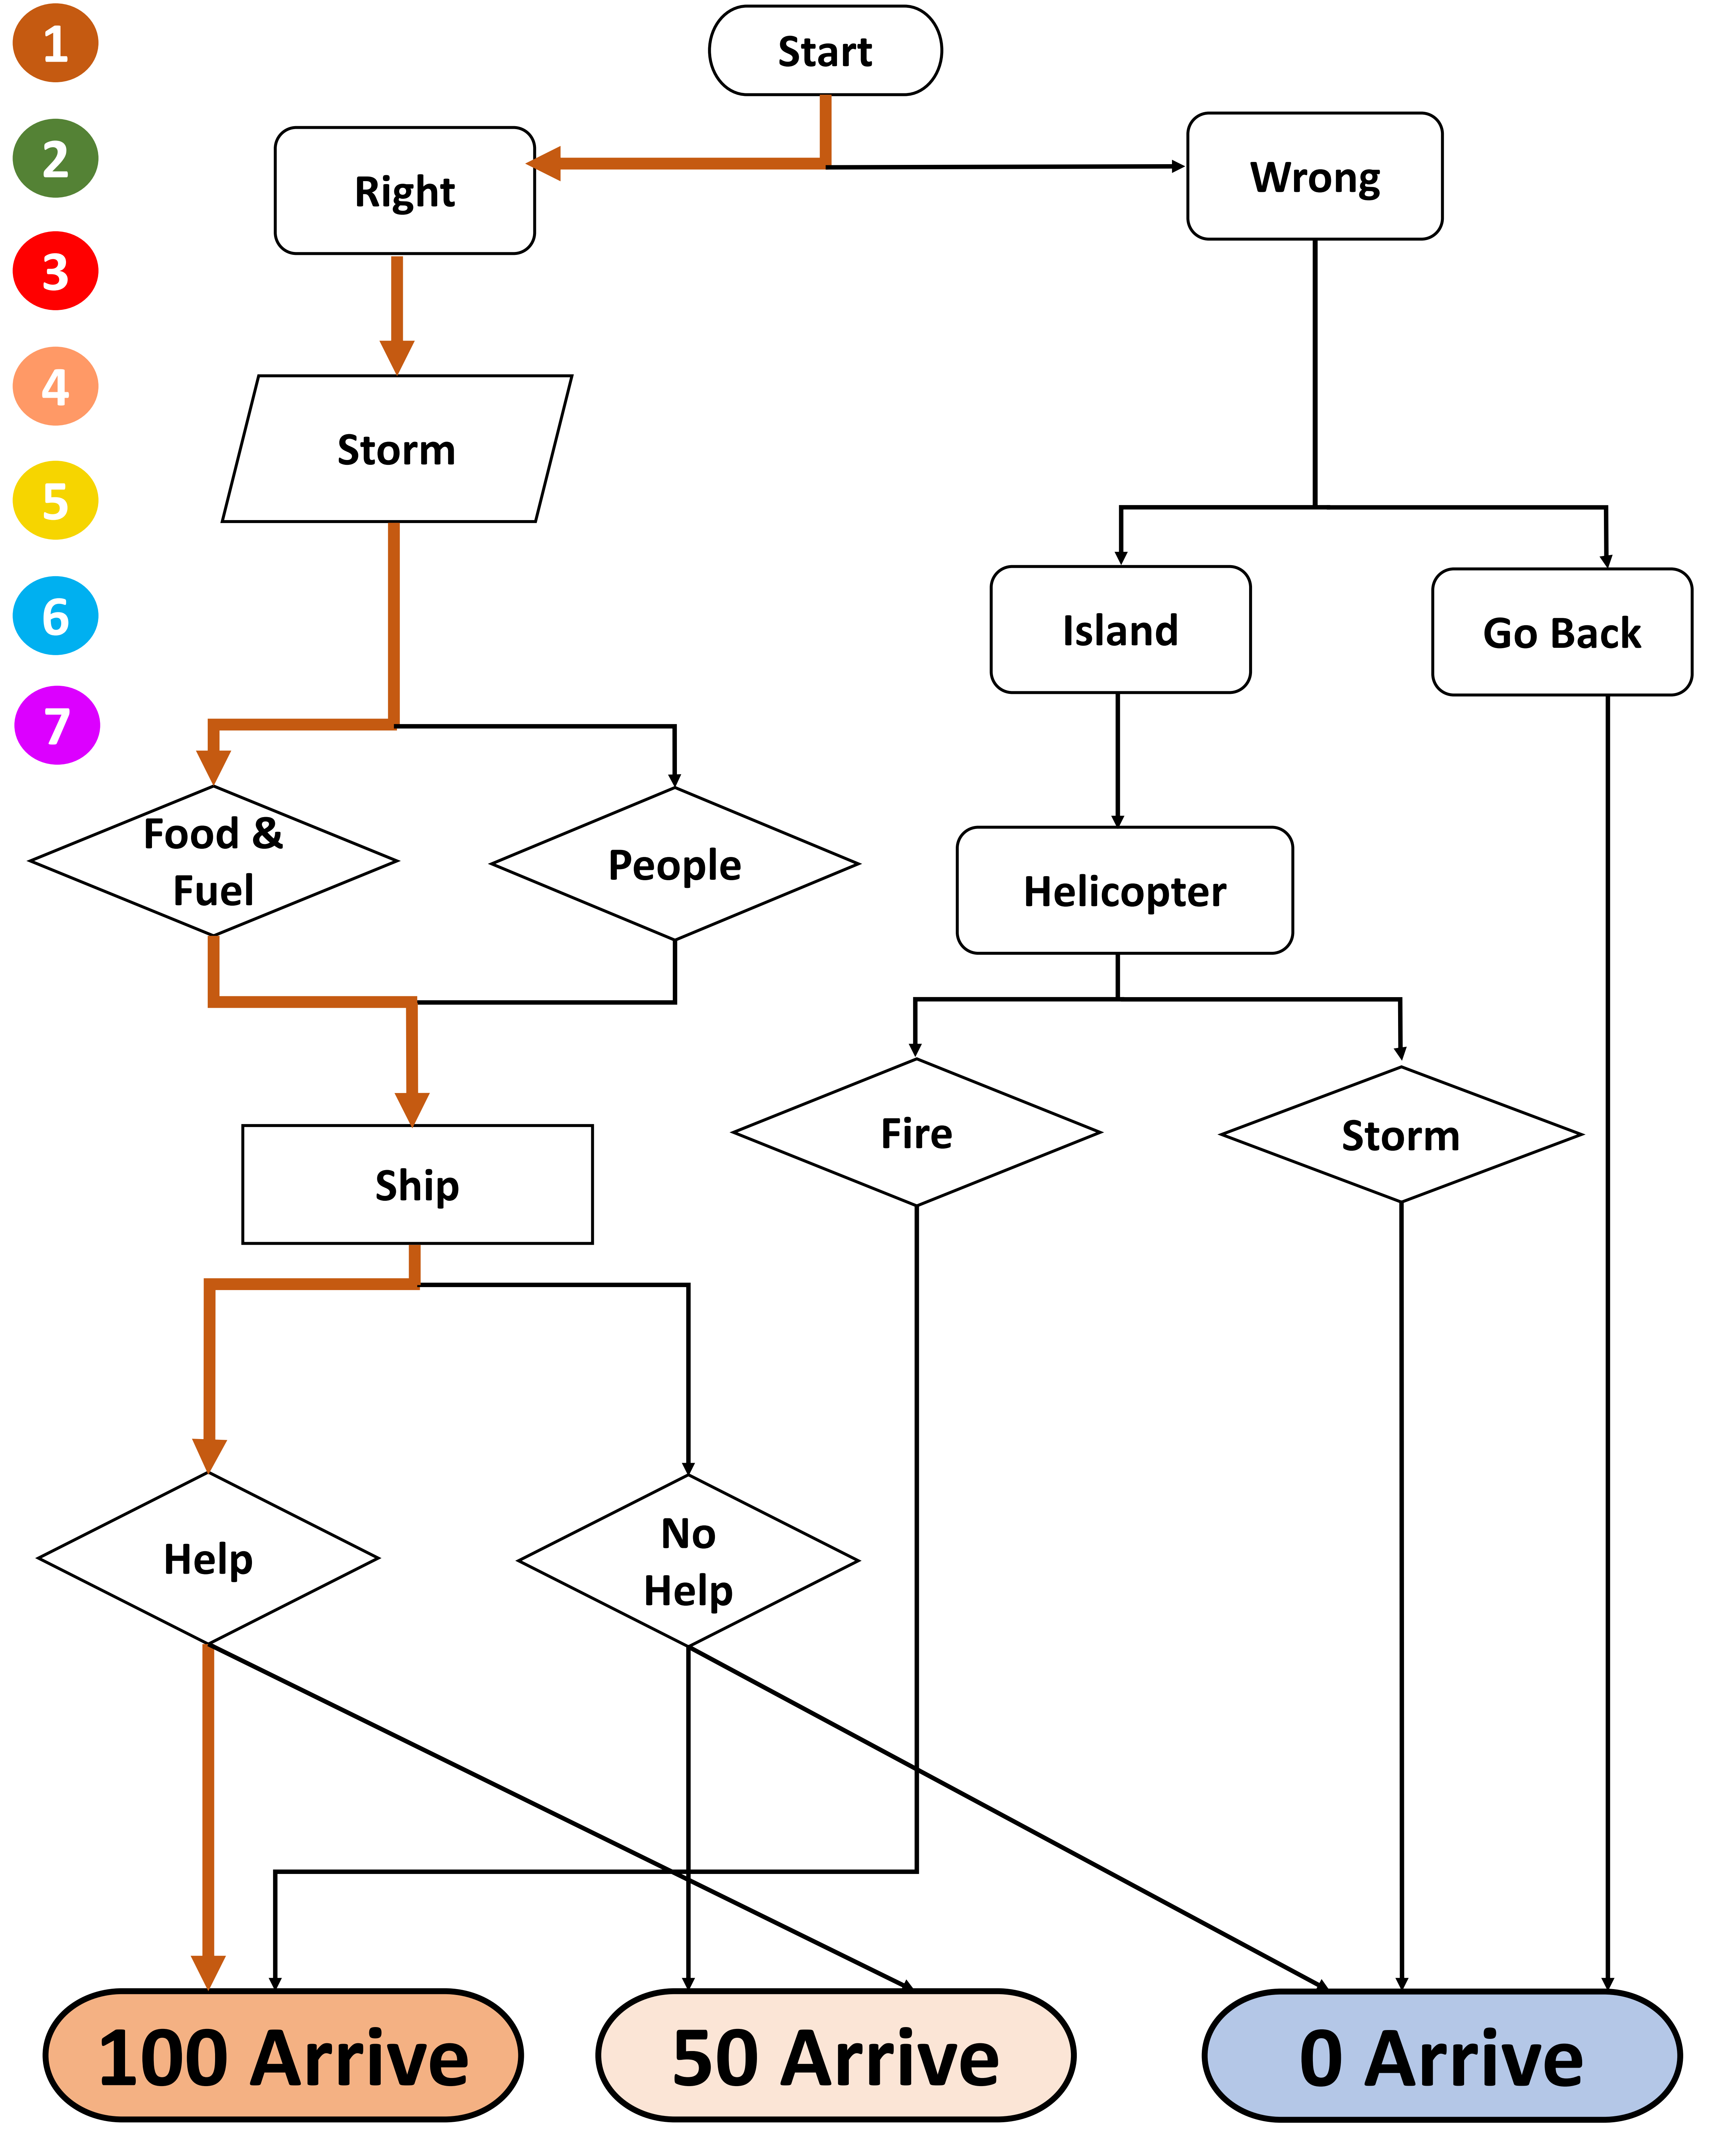 1
Start
2
Right
Wrong
3
4
Storm
5
6
Island
Go Back
7
Food &
Fuel
People
Helicopter
Fire
Storm
Ship
Help
No
Help
100 Arrive
50 Arrive
0 Arrive